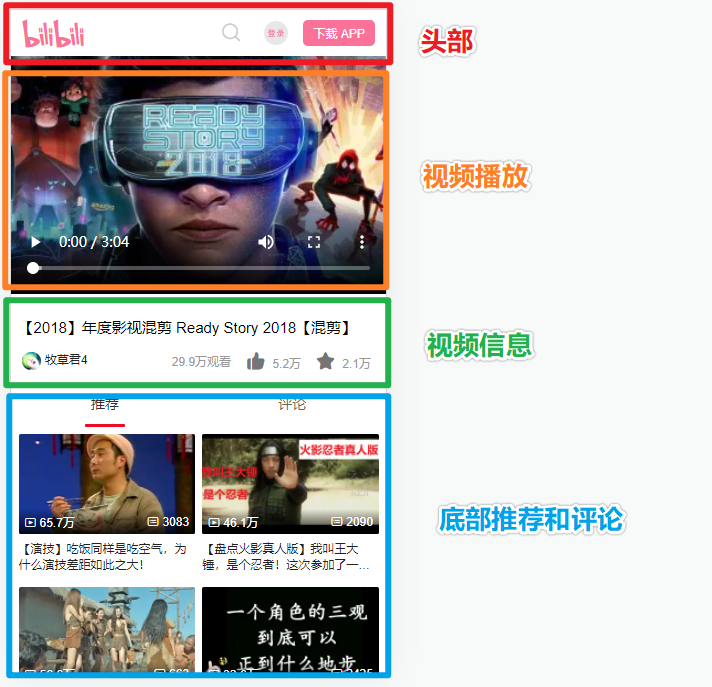 bilibili
登录
下载 APP
头部
READY
STORY
2018
视频播放
0:00 / 3:04
【2018】年度影视混剪 Ready Story 2018【混剪】
视频信息
牧草君4
29.9万观看
5.2万
2.1万
推荐
评论
火影忍者真人版
我叫王大锤
是个忍者
65.7万
3083
46.1万
2090
底部推荐和评论
【演技】吃饭同样是吃空气，为
什么演技差距如此之大！
【盘点火影真人版】我叫王大
锤，是个忍者！这次参加了一…
一个角色的三观
到底可以
正到什么地步